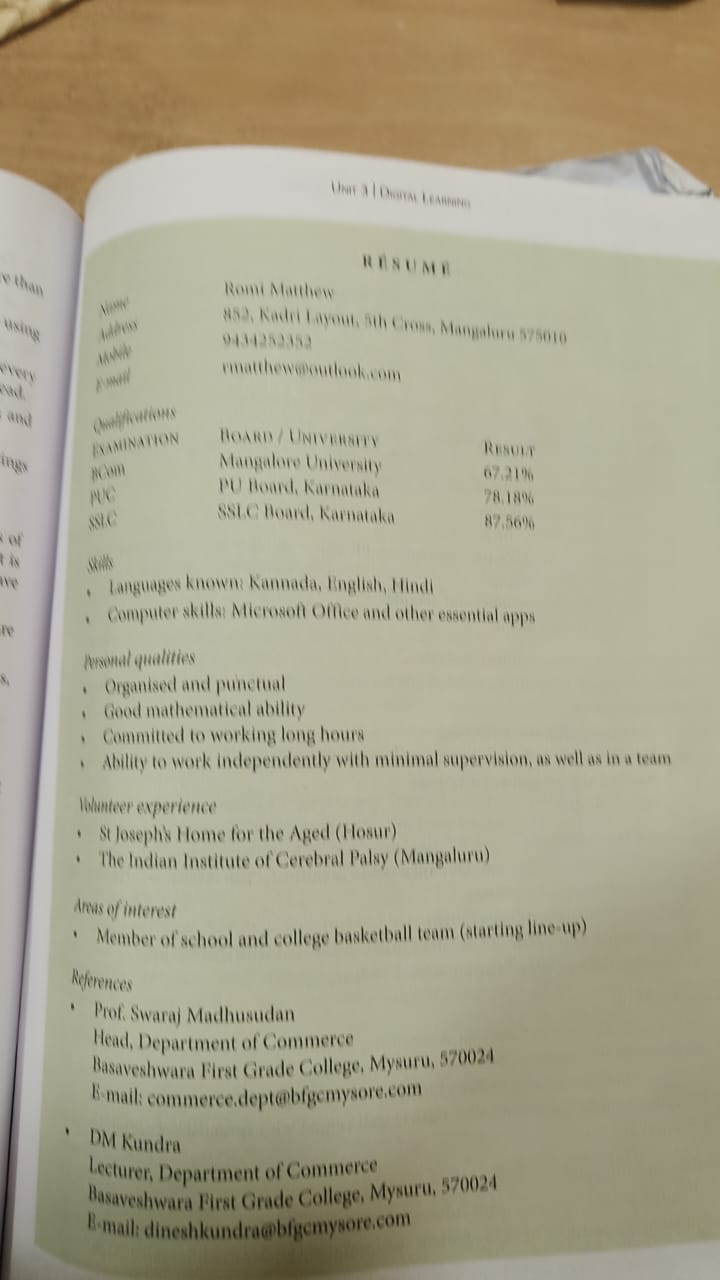 re than
using
every
ead.
and
ings
s of
t is
ave
re
s,
UNIT 3 | DIGITAL LEARNING
RÉSUMÉ
Name Romi Matthew
Address 852, Kadri Layout, 5th Cross, Mangaluru 575010
Mobile 9434252352
E-mail rmatthew@outlook.com
Qualifications
EXAMINATION BOARD / UNIVERSITY RESULT
BCom Mangalore University 67.21%
PUC PU Board, Karnataka 78.18%
SSLC SSLC Board, Karnataka 87.56%
Skills
• Languages known: Kannada, English, Hindi
• Computer skills: Microsoft Office and other essential apps
Personal qualities
• Organised and punctual
• Good mathematical ability
• Committed to working long hours
• Ability to work independently with minimal supervision, as well as in a team
Volunteer experience
• St Joseph's Home for the Aged (Hosur)
• The Indian Institute of Cerebral Palsy (Mangaluru)
Areas of interest
• Member of school and college basketball team (starting line-up)
References
• Prof. Swaraj Madhusudan
Head, Department of Commerce
Basaveshwara First Grade College, Mysuru, 570024
E-mail: commerce.dept@bfgcmysore.com
• DM Kundra
Lecturer, Department of Commerce
Basaveshwara First Grade College, Mysuru, 570024
E-mail: dineshkundra@bfgcmysore.com